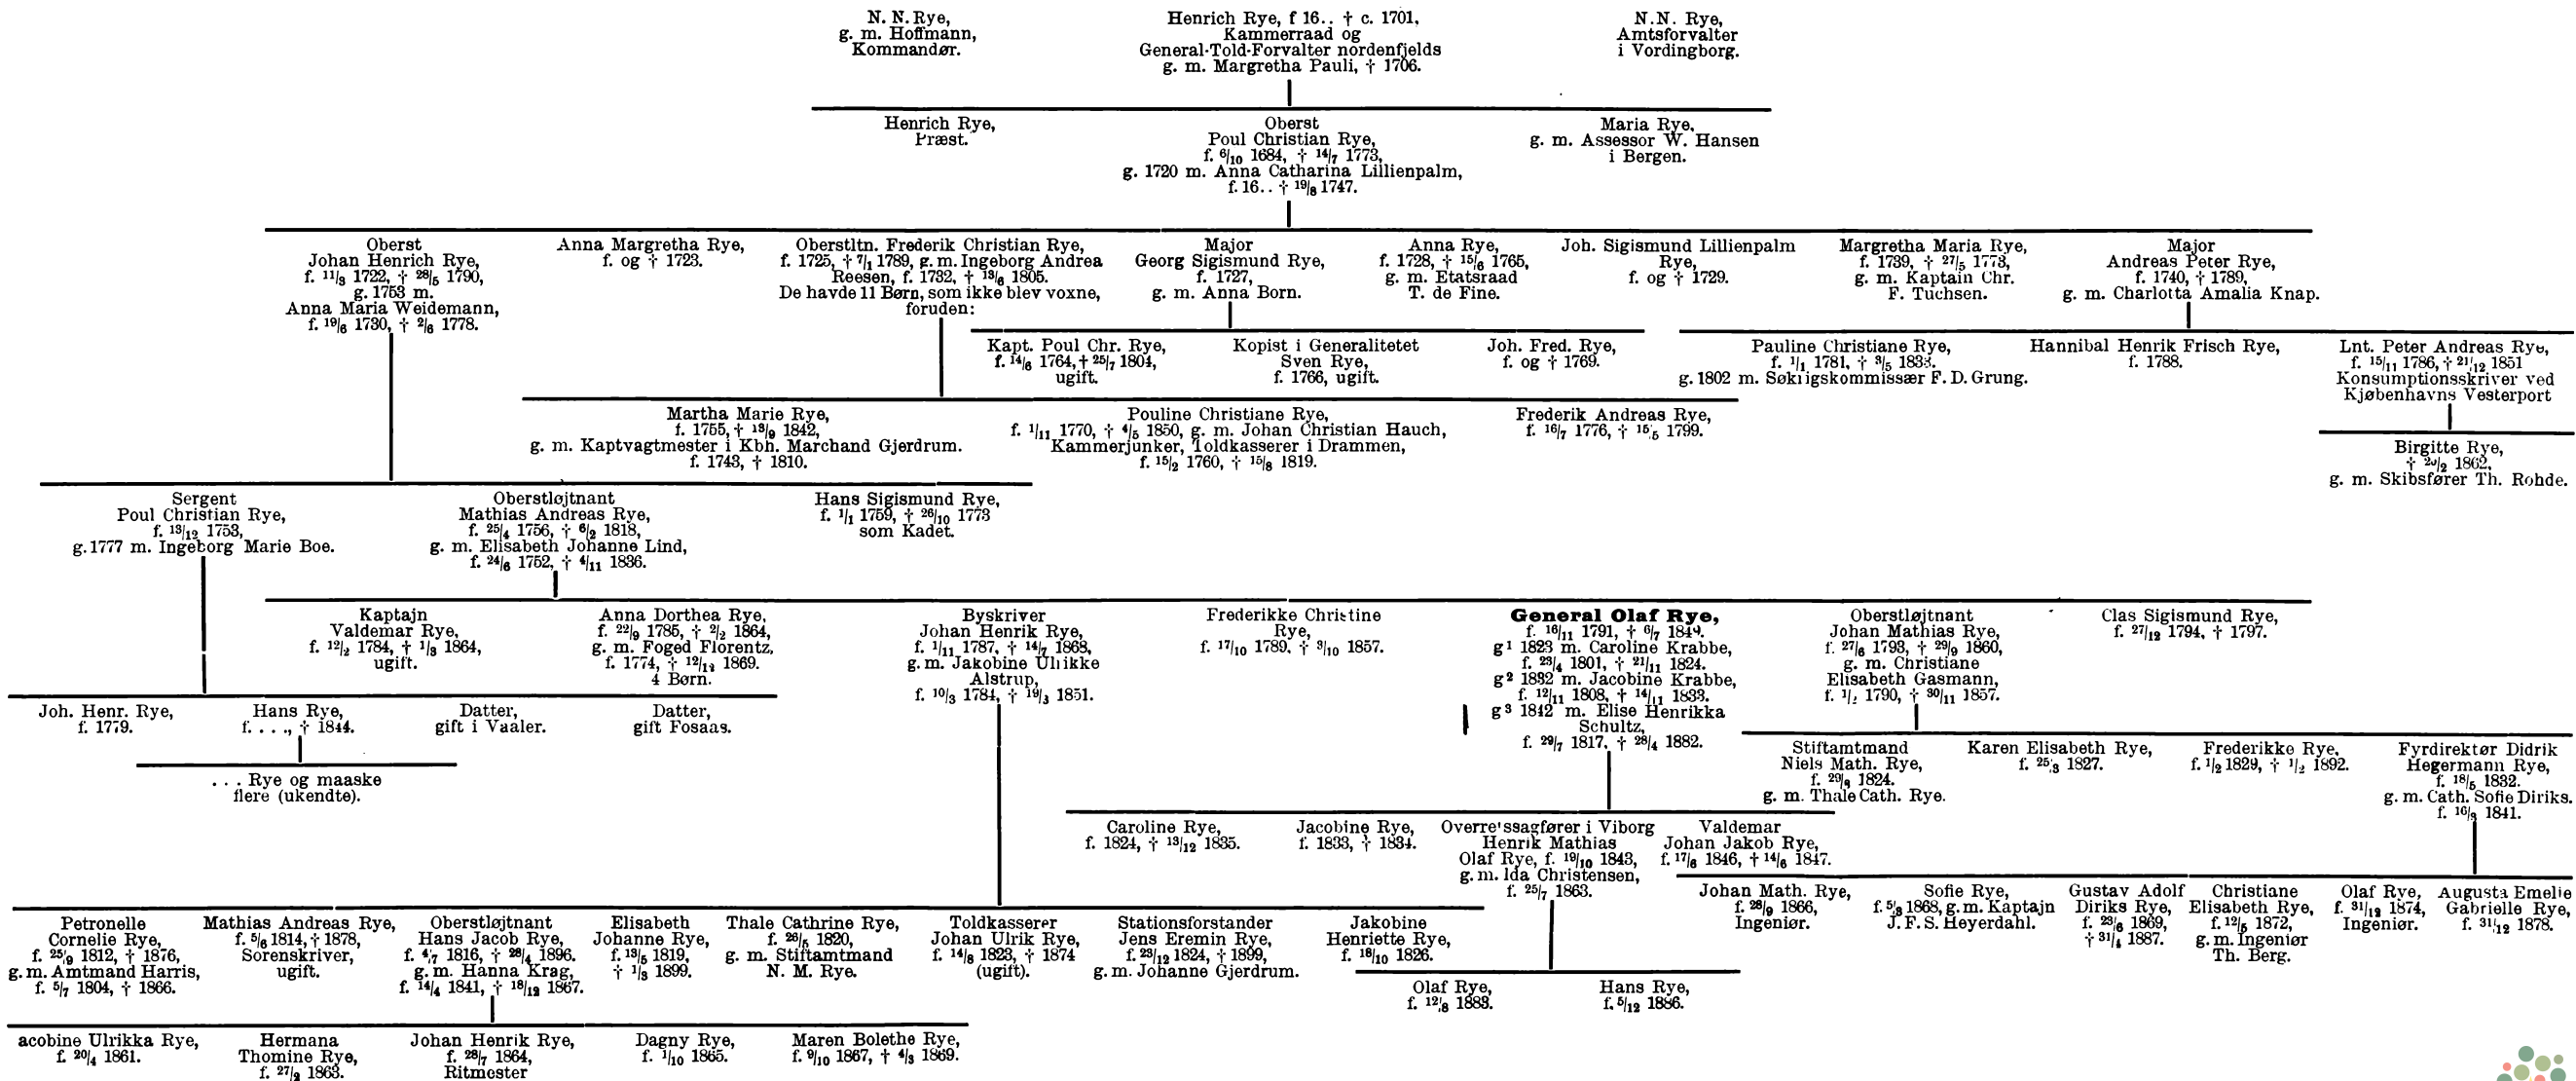 N. N. Rye,
g. m. Hoffmann,
Kommandør.
Henrich Rye, f 16.. † c. 1701,
Kammerraad og
General-Told-Forvalter nordenfjelds
g. m. Margretha Pauli, † 1706.
N.N. Rye,
Amtsforvalter
i Vordingborg.
Henrich Rye,
Præst.
Oberst
Poul Christian Rye,
f. 6/10 1684, † 14/7 1773,
g. 1720 m. Anna Catharina Lillienpalm,
f. 16.. † 19/8 1747.
Maria Rye,
g. m. Assessor W. Hansen
i Bergen.
Oberst
Johan Henrich Rye,
f. 11/3 1722, † 28/5 1790,
g. 1753 m.
Anna Maria Weidemann,
f. 19/6 1730, † 2/6 1778.
Anna Margretha Rye,
f. og † 1723.
Oberstltn. Frederik Christian Rye,
f. 1725, † 7/1 1789, g. m. Ingeborg Andrea
Reesen, f. 1732, † 13/6 1805.
De havde 11 Børn, som ikke blev voxne,
foruden:
Major
Georg Sigismund Rye,
f. 1727,
g. m. Anna Born.
Anna Rye,
f. 1728, † 15/6 1765,
g. m. Etatsraad
T. de Fine.
Joh. Sigismund Lillienpalm
Rye,
f. og † 1729.
Margretha Maria Rye,
f. 1739, † 27/5 1773,
g. m. Kaptain Chr.
F. Tuchsen.
Major
Andreas Peter Rye,
f. 1740, † 1789,
g. m. Charlotta Amalia Knap.
Kapt. Poul Chr. Rye,
f. 14/6 1764, † 25/7 1804,
ugift.
Kopist i Generalitetet
Sven Rye,
f. 1766, ugift.
Joh. Fred. Rye,
f. og † 1769.
Pauline Christiane Rye,
f. 1/1 1781, † 3/5 1833.
g. 1802 m. Søkrigskommissær F. D. Grung.
Hannibal Henrik Frisch Rye,
f. 1788.
Lnt. Peter Andreas Rye,
f. 15/11 1786, † 21/12 1851
Konsumptionsskriver ved
Kjøbenhavns Vesterport
Martha Marie Rye,
f. 1755, † 13/9 1842,
g. m. Kaptvagtmester i Kbh. Marchand Gjerdrum.
f. 1743, † 1810.
Pouline Christiane Rye,
f. 1/11 1770, † 4/5 1850, g. m. Johan Christian Hauch,
Kammerjunker, Toldkasserer i Drammen,
f. 15/2 1760, † 15/8 1819.
Frederik Andreas Rye,
f. 16/7 1776, † 15/5 1799.
Birgitte Rye,
† /2 1862,
g. m. Skibsfører Th. Rohde.
Sergent
Poul Christian Rye,
f. 13/12 1753,
g. 1777 m. Ingeborg Marie Boe.
Oberstløjtnant
Mathias Andreas Rye,
f. 25/4 1756, † 6/2 1818,
g. m. Elisabeth Johanne Lind,
f. 24/6 1752, † 4/11 1836.
Hans Sigismund Rye,
f. 1/1 1759, † 26/10 1773
som Kadet.
Kaptajn
Valdemar Rye,
f. 12/2 1784, † 1/3 1864,
ugift.
Anna Dorthea Rye,
f. 22/9 1785, † 2/2 1864,
g. m. Foged Florentz,
f. 1774, † 12/12 1869.
4 Børn.
Byskriver
Johan Henrik Rye,
f. 1/11 1787, † 14/7 1868,
g. m. Jakobine Ulrikke
Alstrup,
f. 10/3 1784, † 19/3 1851.
Frederikke Christine
Rye,
f. 17/10 1789, † 3/10 1857.
General Olaf Rye,
f. 16/11 1791, † 6/7 1849.
g1 1823 m. Caroline Krabbe,
f. 23/4 1801, † 21/11 1824.
g2 1832 m. Jacobine Krabbe,
f. 12/11 1808, † 14/11 1833.
g3 1842 m. Elise Henrikka
Schultz,
f. 29/7 1817, † 28/4 1882.
Oberstløjtnant
Johan Mathias Rye,
f. 27/6 1793, † 29/9 1860,
g. m. Christiane
Elisabeth Gasmann,
f. 1/2 1790, † 30/11 1857.
Clas Sigismund Rye,
f. 27/12 1794, † 1797.
Joh. Henr. Rye,
f. 1779.
Hans Rye,
f. . . ., † 1844.
Datter,
gift i Vaaler.
Datter,
gift Fosaas.
. . . Rye og maaske
flere (ukendte).
Stiftamtmand
Niels Math. Rye,
f. 29/8 1824.
g. m. Thale Cath. Rye.
Karen Elisabeth Rye,
f. 25/3 1827.
Frederikke Rye,
f. 1/2 1829, † 1/2 1892.
Fyrdirektør Didrik
Hegermann Rye,
f. 18/5 1832.
g. m. Cath. Sofie Diriks.
f. 16/3 1841.
Caroline Rye,
f. 1824, † 13/12 1835.
Jacobine Rye,
f. 1833, † 1834.
Overretssagfører i Viborg
Henrik Mathias
Olaf Rye, f. 19/10 1843,
g. m. Ida Christensen,
f. 25/7 1863.
Valdemar
Johan Jakob Rye,
f. 17/6 1846, † 14/6 1847.
Johan Math. Rye,
f. 28/9 1866,
Ingeniør.
Sofie Rye,
f. 5/3 1868, g. m. Kaptajn
J. F. S. Heyerdahl.
Gustav Adolf
Diriks Rye,
f. 23/6 1869,
† 31/4 1887.
Christiane
Elisabeth Rye,
f. 12/5 1872,
g. m. Ingeniør
Th. Berg.
Olaf Rye,
f. 31/12 1874,
Ingeniør.
Augusta Emelie
Gabrielle Rye,
f. 31/12 1878.
Petronelle
Cornelie Rye,
f. 25/9 1812, † 1876,
g. m. Amtmand Harris,
f. 5/7 1804, † 1866.
Mathias Andreas Rye,
f. 5/6 1814, † 1878,
Sorenskriver,
ugift.
Oberstløjtnant
Hans Jacob Rye,
f. 4/7 1816, † 28/4 1896.
g. m. Hanna Krag,
f. 14/4 1841, † 18/12 1867.
Elisabeth
Johanne Rye,
f. 13/5 1819,
† 1/3 1899.
Thale Cathrine Rye,
f. 26/5 1820,
g. m. Stiftamtmand
N. M. Rye.
Toldkasserer
Johan Ulrik Rye,
f. 14/8 1823, † 1874
(ugift).
Stationsforstander
Jens Eremin Rye,
f. 23/12 1824, † 1899,
g. m. Johanne Gjerdrum.
Jakobine
Henriette Rye,
f. 18/10 1826.
Olaf Rye,
f. 12/8 1883.
Hans Rye,
f. 5/12 1886.
acobine Ulrikka Rye,
f. 20/4 1861.
Hermana
Thomine Rye,
f. 27/2 1863.
Johan Henrik Rye,
f. 28/7 1864,
Ritmester
Dagny Rye,
f. 1/10 1865.
Maren Bolethe Rye,
f. 9/10 1867, † 4/3 1869.